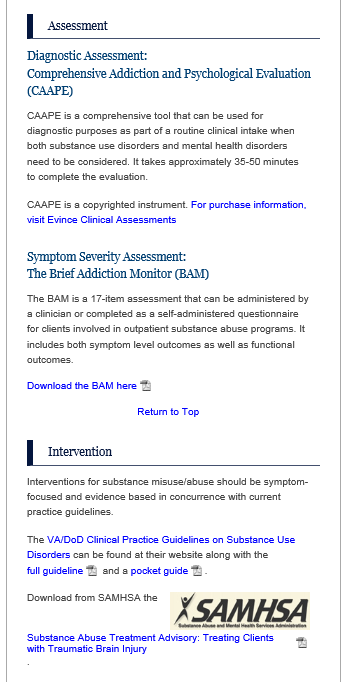 Assessment
Diagnostic Assessment:
Comprehensive Addiction and Psychological Evaluation
(CAAPE)
CAAPE is a comprehensive tool that can be used for
diagnostic purposes as part of a routine clinical intake when
both substance use disorders and mental health disorders
need to be considered. It takes approximately 35-50 minutes
to complete the evaluation.
CAAPE is a copyrighted instrument. For purchase information,
visit Evince Clinical Assessments
Symptom Severity Assessment:
The Brief Addiction Monitor (BAM)
The BAM is a 17-item assessment that can be administered by
a clinician or completed as a self-administered questionnaire
for clients involved in outpatient substance abuse programs. It
includes both symptom level outcomes as well as functional
outcomes.
Download the BAM here
Return to Top
Intervention
Interventions for substance misuse/abuse should be symptom-
focused and evidence based in concurrence with current
practice guidelines.
The VA/DoD Clinical Practice Guidelines on Substance Use
Disorders can be found at their website along with the
full guideline and a pocket guide .
Download from SAMHSA the
SAMHSA
Substance Abuse and Mental Health Services Administration
Substance Abuse Treatment Advisory: Treating Clients
with Traumatic Brain Injury
.